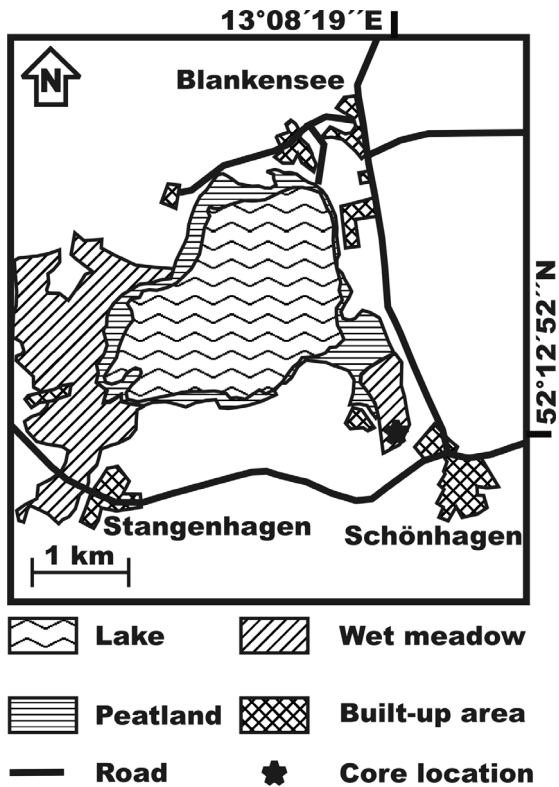 13°08´19´´E
N
Blankensee
52°12´52´´N
Stangenhagen
Schönhagen
1 km
Lake
Wet meadow
Peatland
Built-up area
Road
Core location